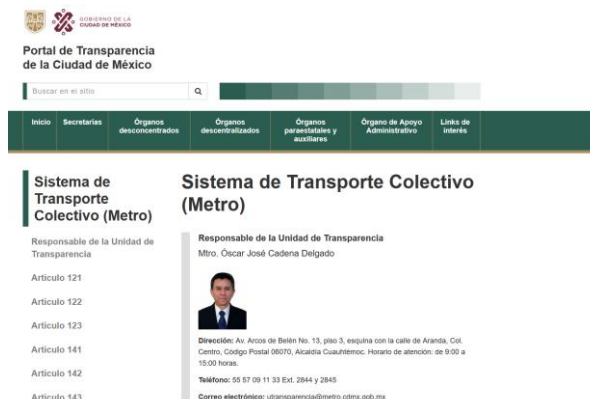 GOBIERNO DE LA
CIUDAD DE MÉXICO
Portal de Transparencia
de la Ciudad de México
Buscar en el sitio
Inicio
Secretarías
Órganos
desconcentrados
Órganos
descentralizados
Órganos
paraestatales y
auxiliares
Órgano de Apoyo
Administrativo
Links de
interés
Sistema de
Transporte
Colectivo (Metro)
Responsable de la Unidad de
Transparencia
Artículo 121
Artículo 122
Artículo 123
Artículo 141
Artículo 142
Artículo 143
Sistema de Transporte Colectivo
(Metro)
Responsable de la Unidad de Transparencia
Mtro. Óscar José Cadena Delgado
Dirección: Av. Arcos de Belén No. 13, piso 3, esquina con la calle de Aranda, Col.
Centro, Código Postal 06070, Alcaldía Cuauhtémoc. Horario de atención: de 9:00 a
15:00 horas.
Teléfono: 55 57 09 11 33 Ext. 2844 y 2845
Correo electrónico: utransparencia@metro.cdmx.gob.mx